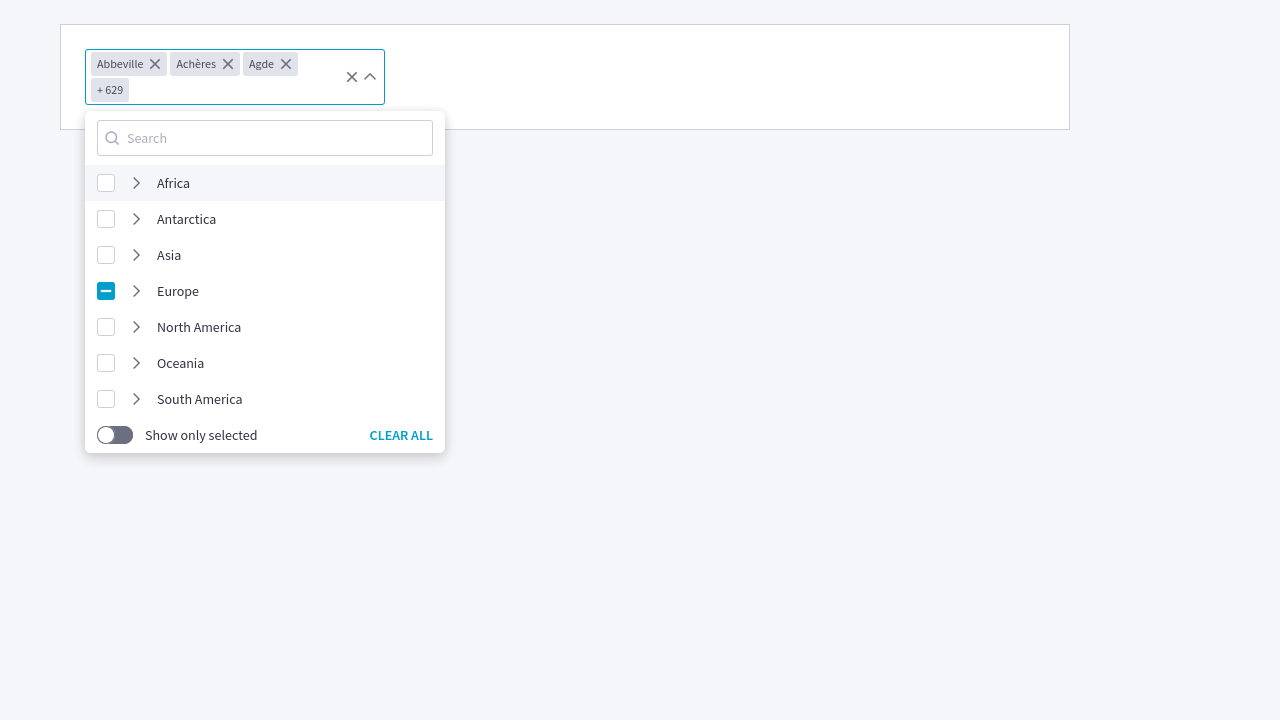 Abbeville Achères Agde
+ 629
Search
Africa
Antarctica
Asia
Europe
North America
Oceania
South America
Show only selected CLEAR ALL